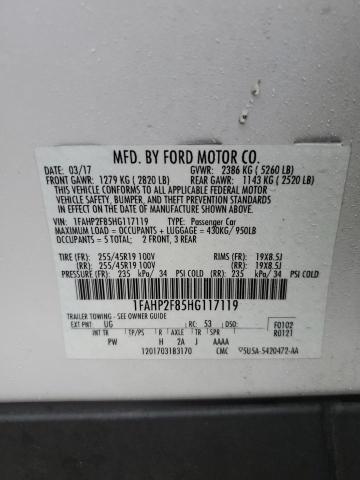 MFD. BY FORD MOTOR CO.
DATE: 03/17 GVWR: 2386 KG ( 5260 LB)
FRONT GAWR: 1279 KG ( 2820 LB) REAR GAWR: 1143 KG ( 2520 LB)
THIS VEHICLE CONFORMS TO ALL APPLICABLE FEDERAL MOTOR
VEHICLE SAFETY, BUMPER, AND THEFT PREVENTION STANDARDS
IN EFFECT ON THE DATE OF MANUFACTURE SHOWN ABOVE.
VIN: 1FAHP2F85HG117119 TYPE: Passenger Car
MAXIMUM LOAD = OCCUPANTS + LUGGAGE = 430KG/ 950LB
OCCUPANTS = 5 TOTAL: 2 FRONT, 3 REAR
TIRE (FR): 255/45R19 100V RIMS (FR): 19X8.5J
TIRE (RR): 255/45R19 100V RIMS (RR): 19X8.5J
PRESSURE (FR): 235 kPa/ 34 PSI COLD (RR): 235 kPa/ 34 PSI COLD
1FAHP2F85HG117119
TRAILER TOWING - SEE OWNER GUIDE
EXT PNT: UG RC: 53 DSO: F0102
INT TR TP/PS R AXLE TR SPR R0121
PW H 2A J AAAA
1201703183170 CMC 5U5A-5420472-AA